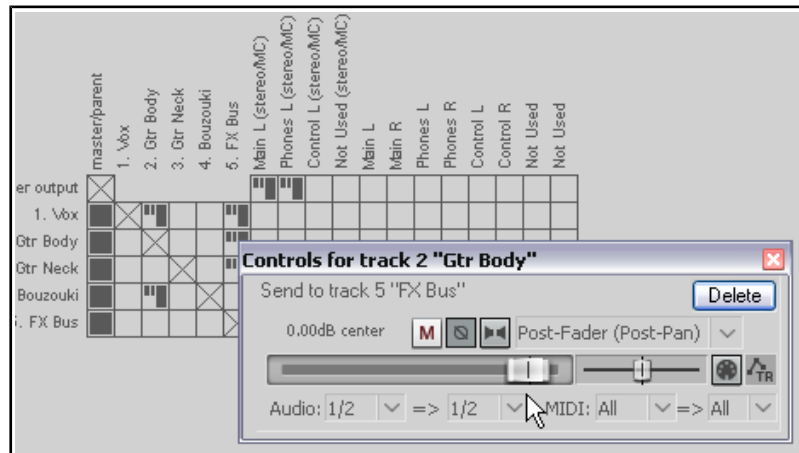 master/parent
1. Vox
2. Gtr Body
3. Gtr Neck
4. Bouzouki
5. FX Bus
Main L (stereo/MC)
Phones L (stereo/MC)
Control L (stereo/MC)
Not Used (stereo/MC)
Main L
Main R
Phones L
Phones R
Control L
Control R
Not Used
Not Used
er output
1. Vox
Gtr Body
Gtr Neck
Bouzouki
5. FX Bus
Controls for track 2 "Gtr Body"
Send to track 5 "FX Bus"
Delete
0.00dB center M Post-Fader (Post-Pan)
TR
Audio: 1/2 => 1/2 MIDI: All => All